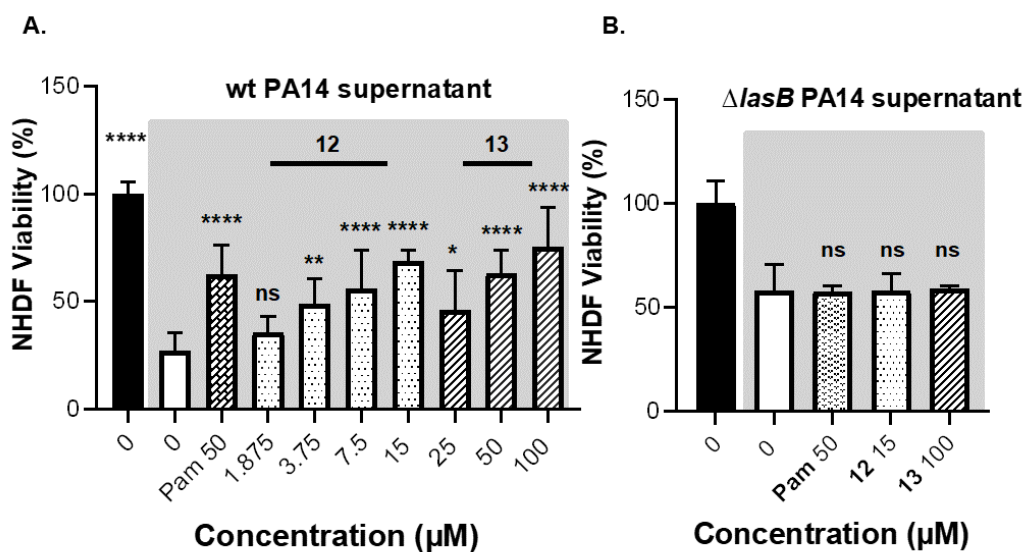 A.
wt PA14 supernatant
150
100
50
0
NHDF Viability (%)
****
12
13
****
ns
**
****
****
*
****
****
0
0
Pam 50
1.875
3.75
7.5
15
25
50
100
Concentration (µM)
B.
ΔlasB PA14 supernatant
150
100
50
0
NHDF Viability (%)
ns
ns
ns
0
0
Pam 50
12 15
13 100
Concentration (µM)